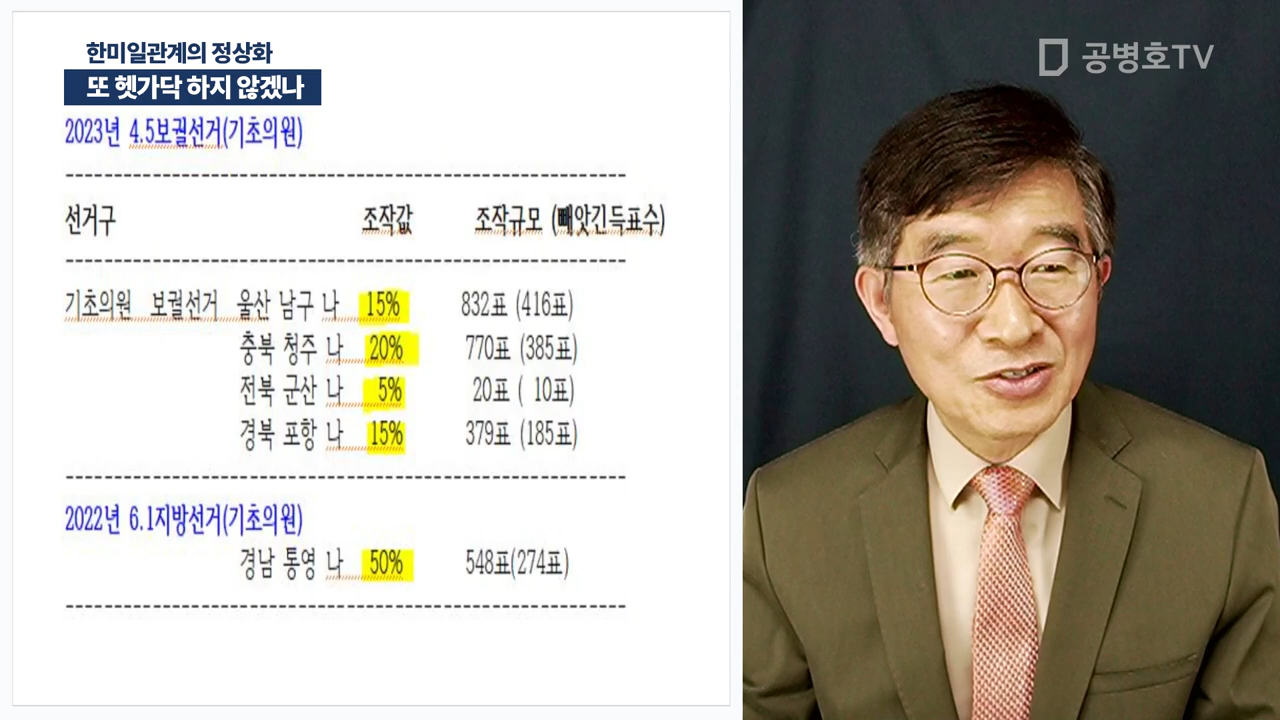 한미일관계의 정상화
또 헷가닥 하지 않겠나
공병호TV
2023년 4.5보궐선거(기초의원)
선거구 조작값 조작규모 (빼앗긴득표수)
기초의원 보궐선거 울산 남구 나 15% 832표 (416표)
충북 청주 나 20% 770표 (385표)
전북 군산 나 5% 20표 ( 10표)
경북 포항 나 15% 379표 (185표)
2022년 6.1지방선거(기초의원)
경남 통영 나 50% 548표(274표)